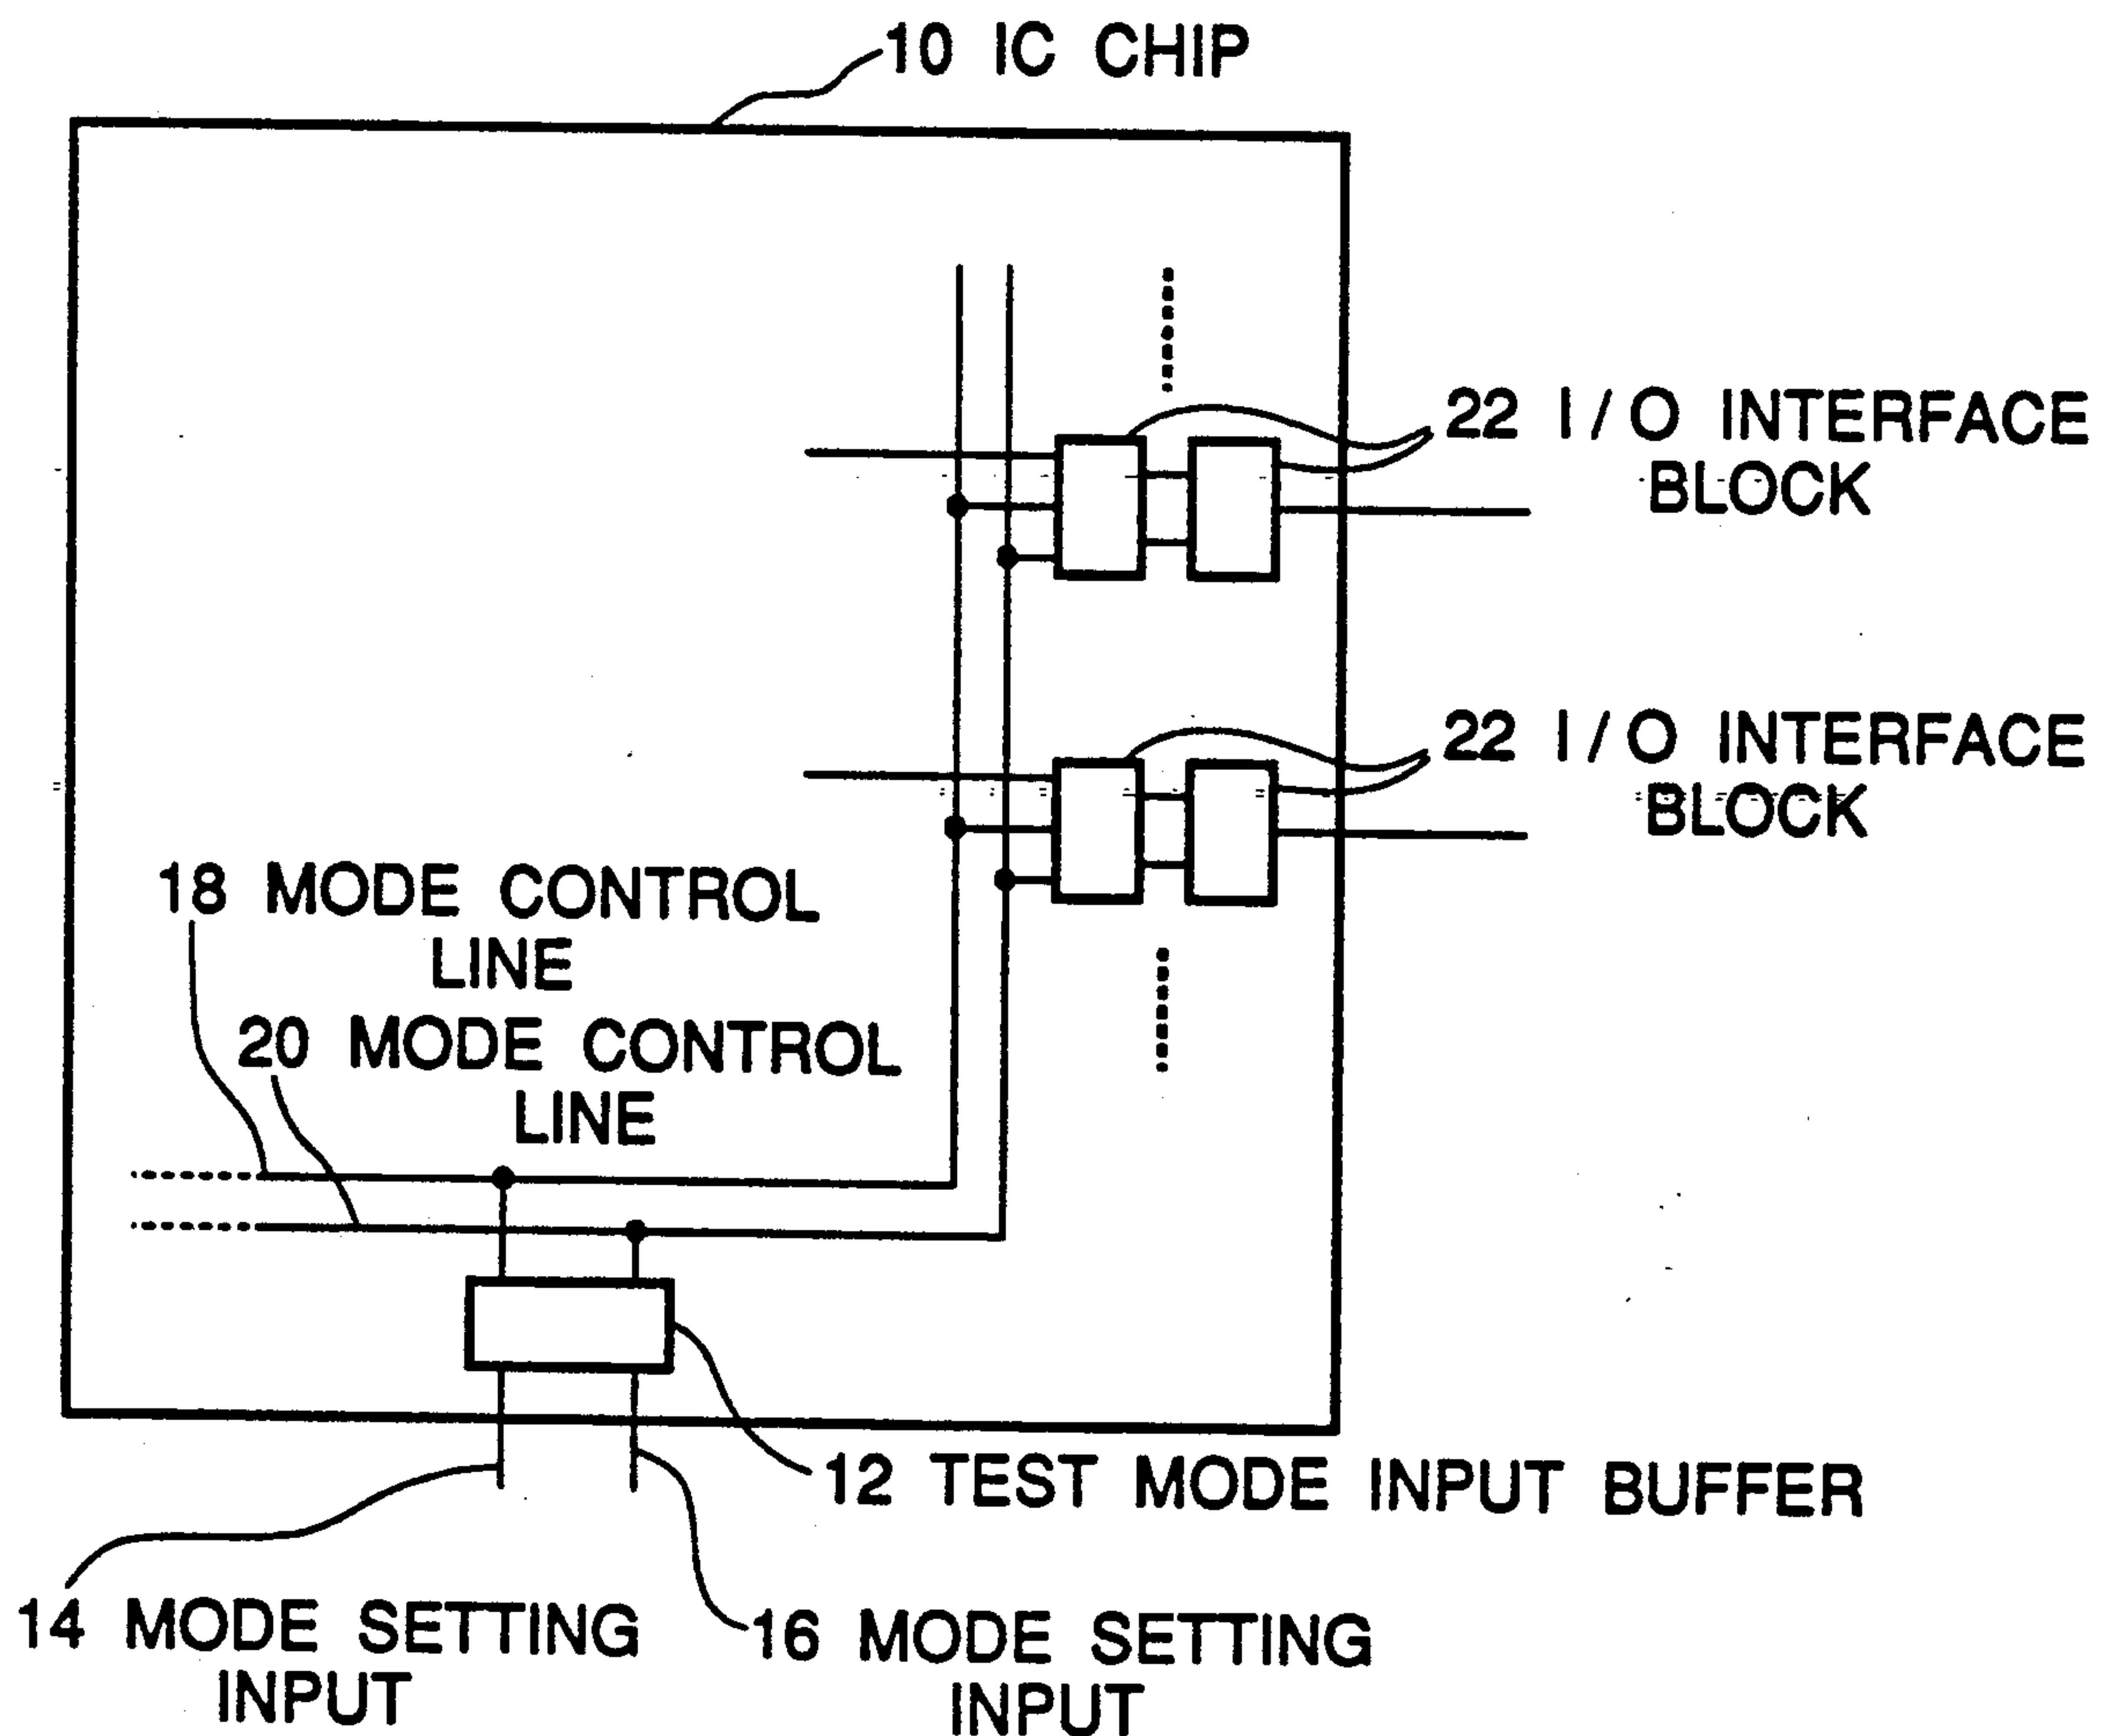 10 IC CHIP
22 I/O INTERFACE
BLOCK
22 I/O INTERFACE
BLOCK
18 MODE CONTROL
LINE
20 MODE CONTROL
LINE
12 TEST MODE INPUT BUFFER
14 MODE SETTING
INPUT
16 MODE SETTING
INPUT